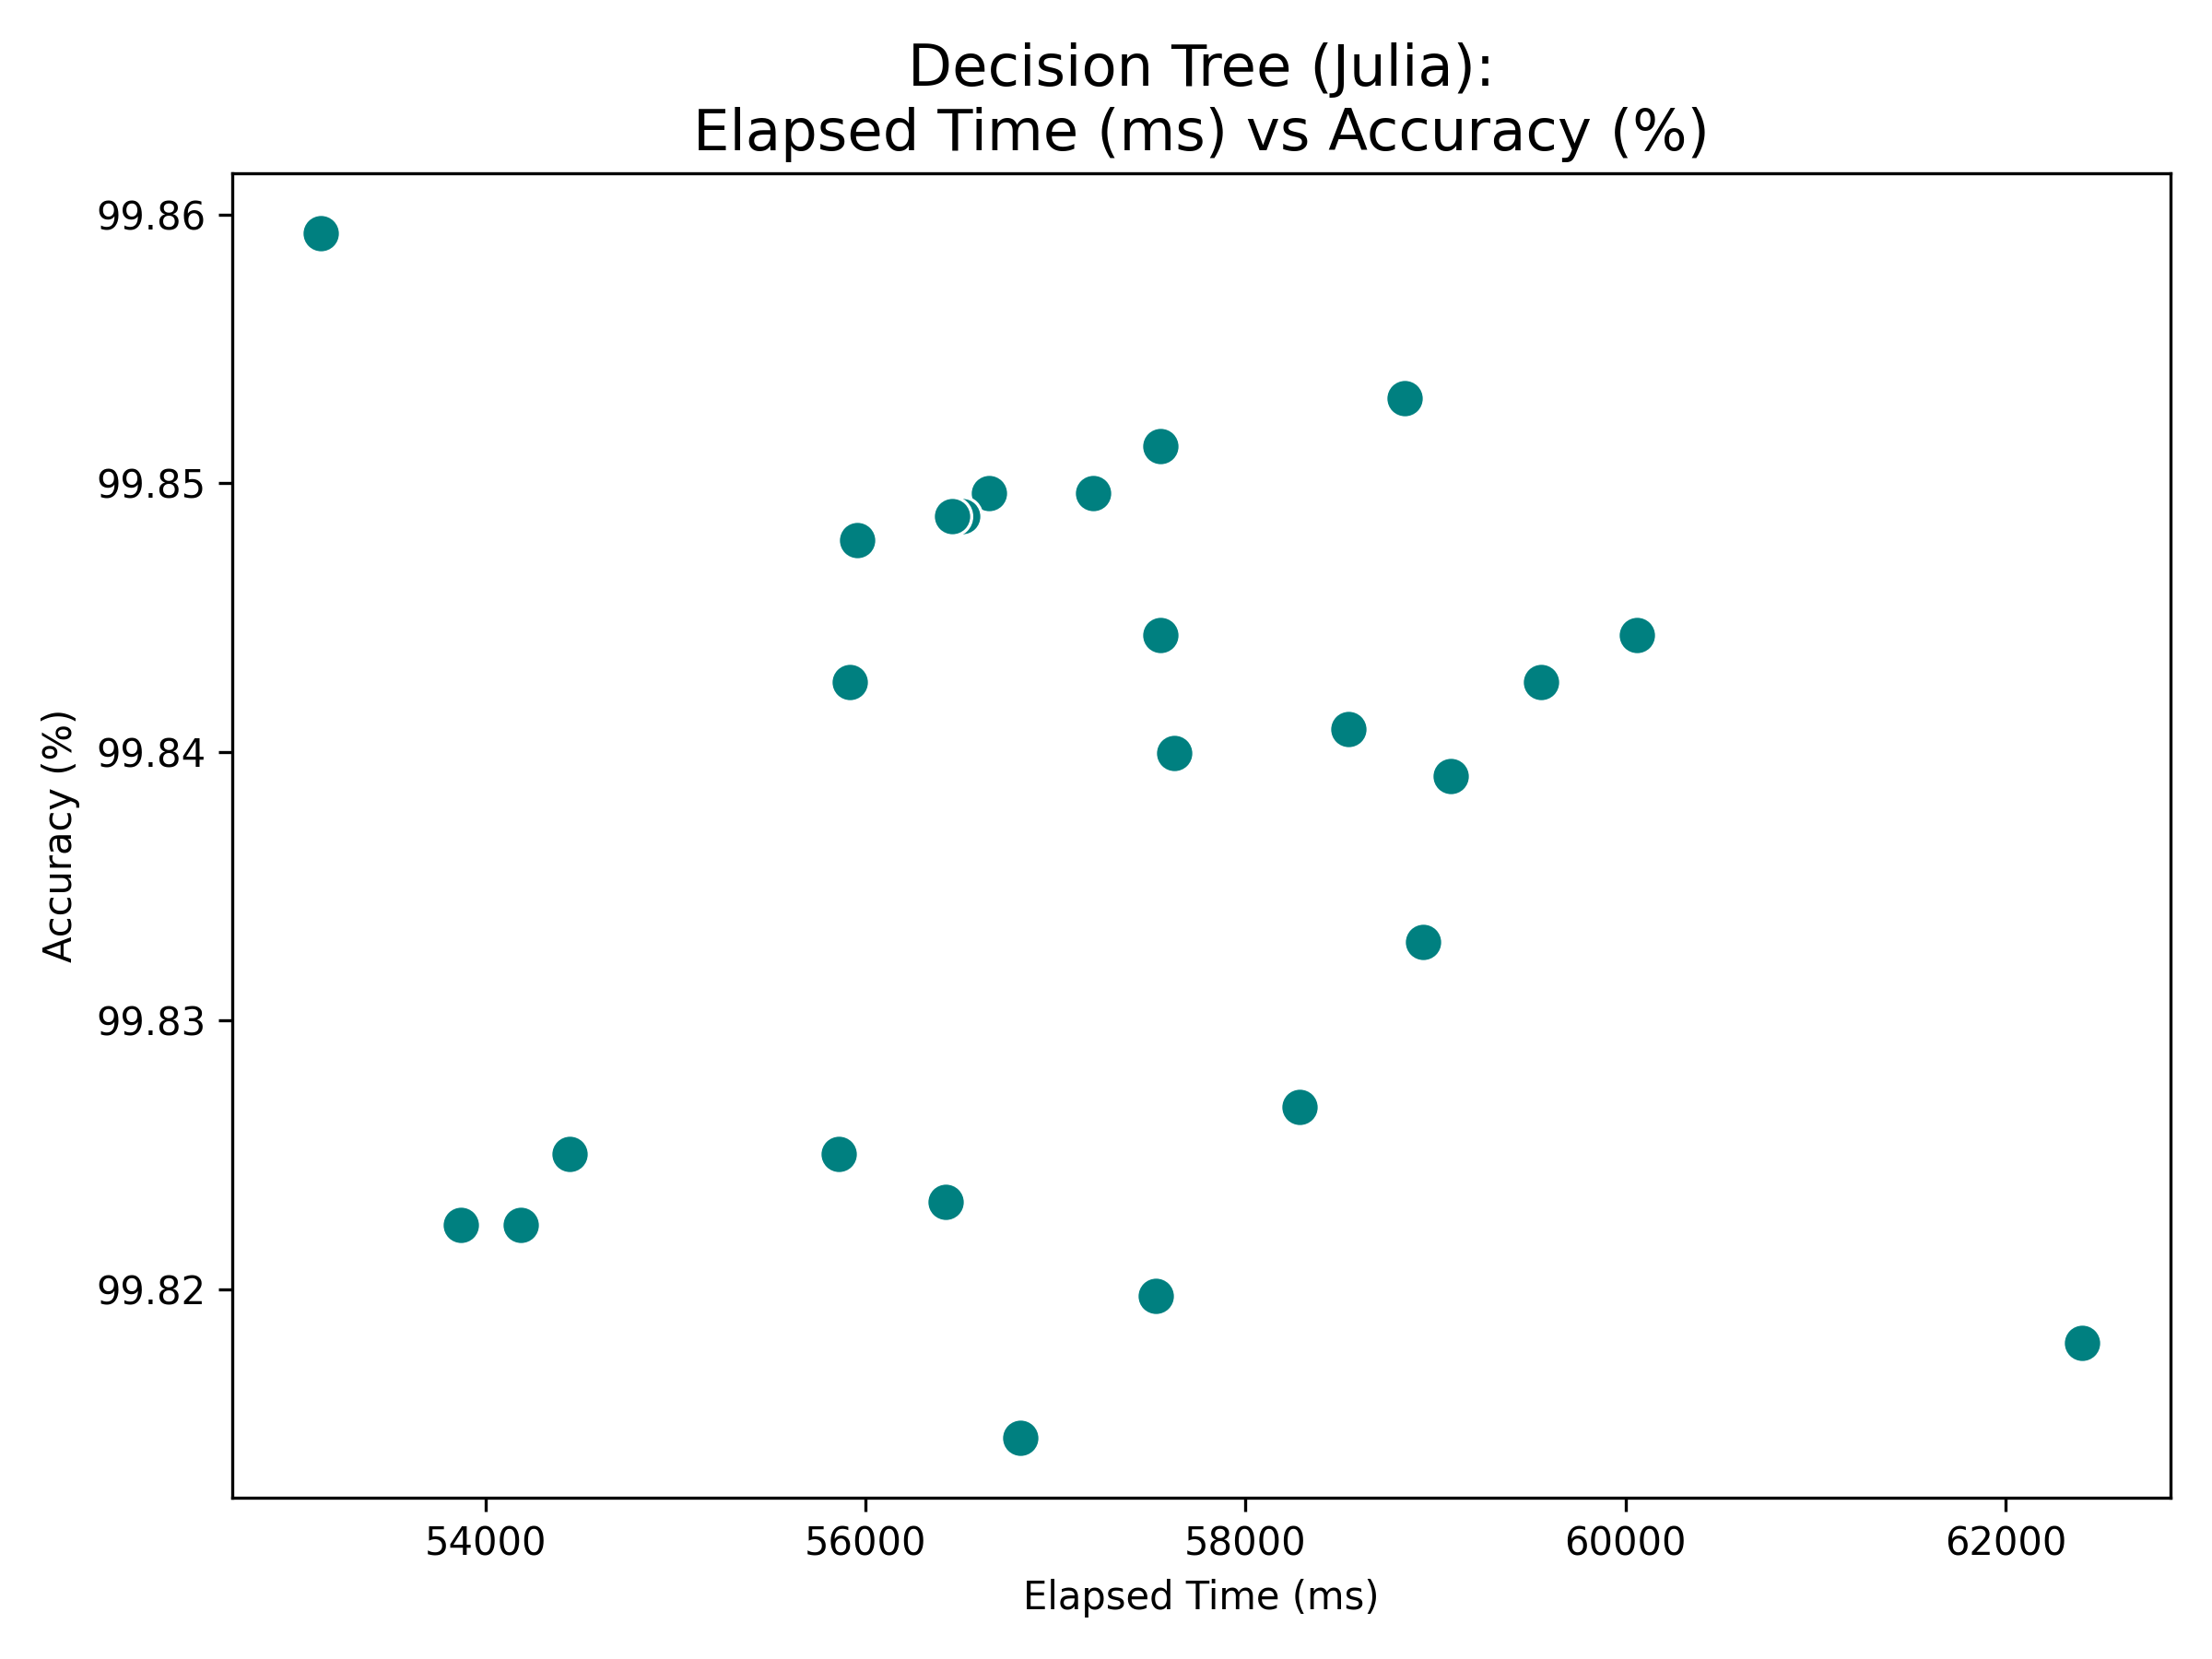 Decision Tree (Julia):
Elapsed Time (ms) vs Accuracy (%)
99.86
99.85
99.84
99.83
99.82
Accuracy (%)
54000
56000
58000
60000
62000
Elapsed Time (ms)